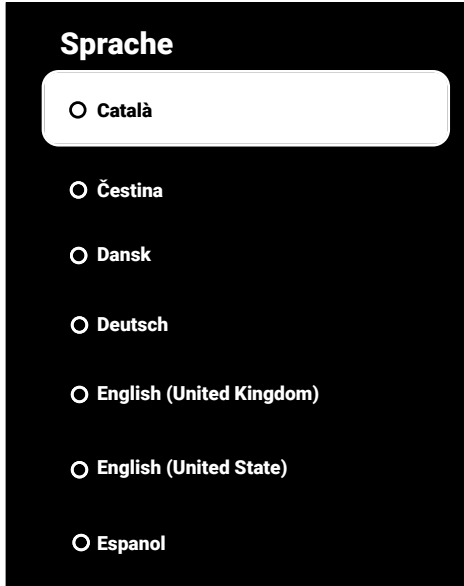 Sprache
Català
Čestina
Dansk
Deutsch
English (United Kingdom)
English (United State)
Espanol